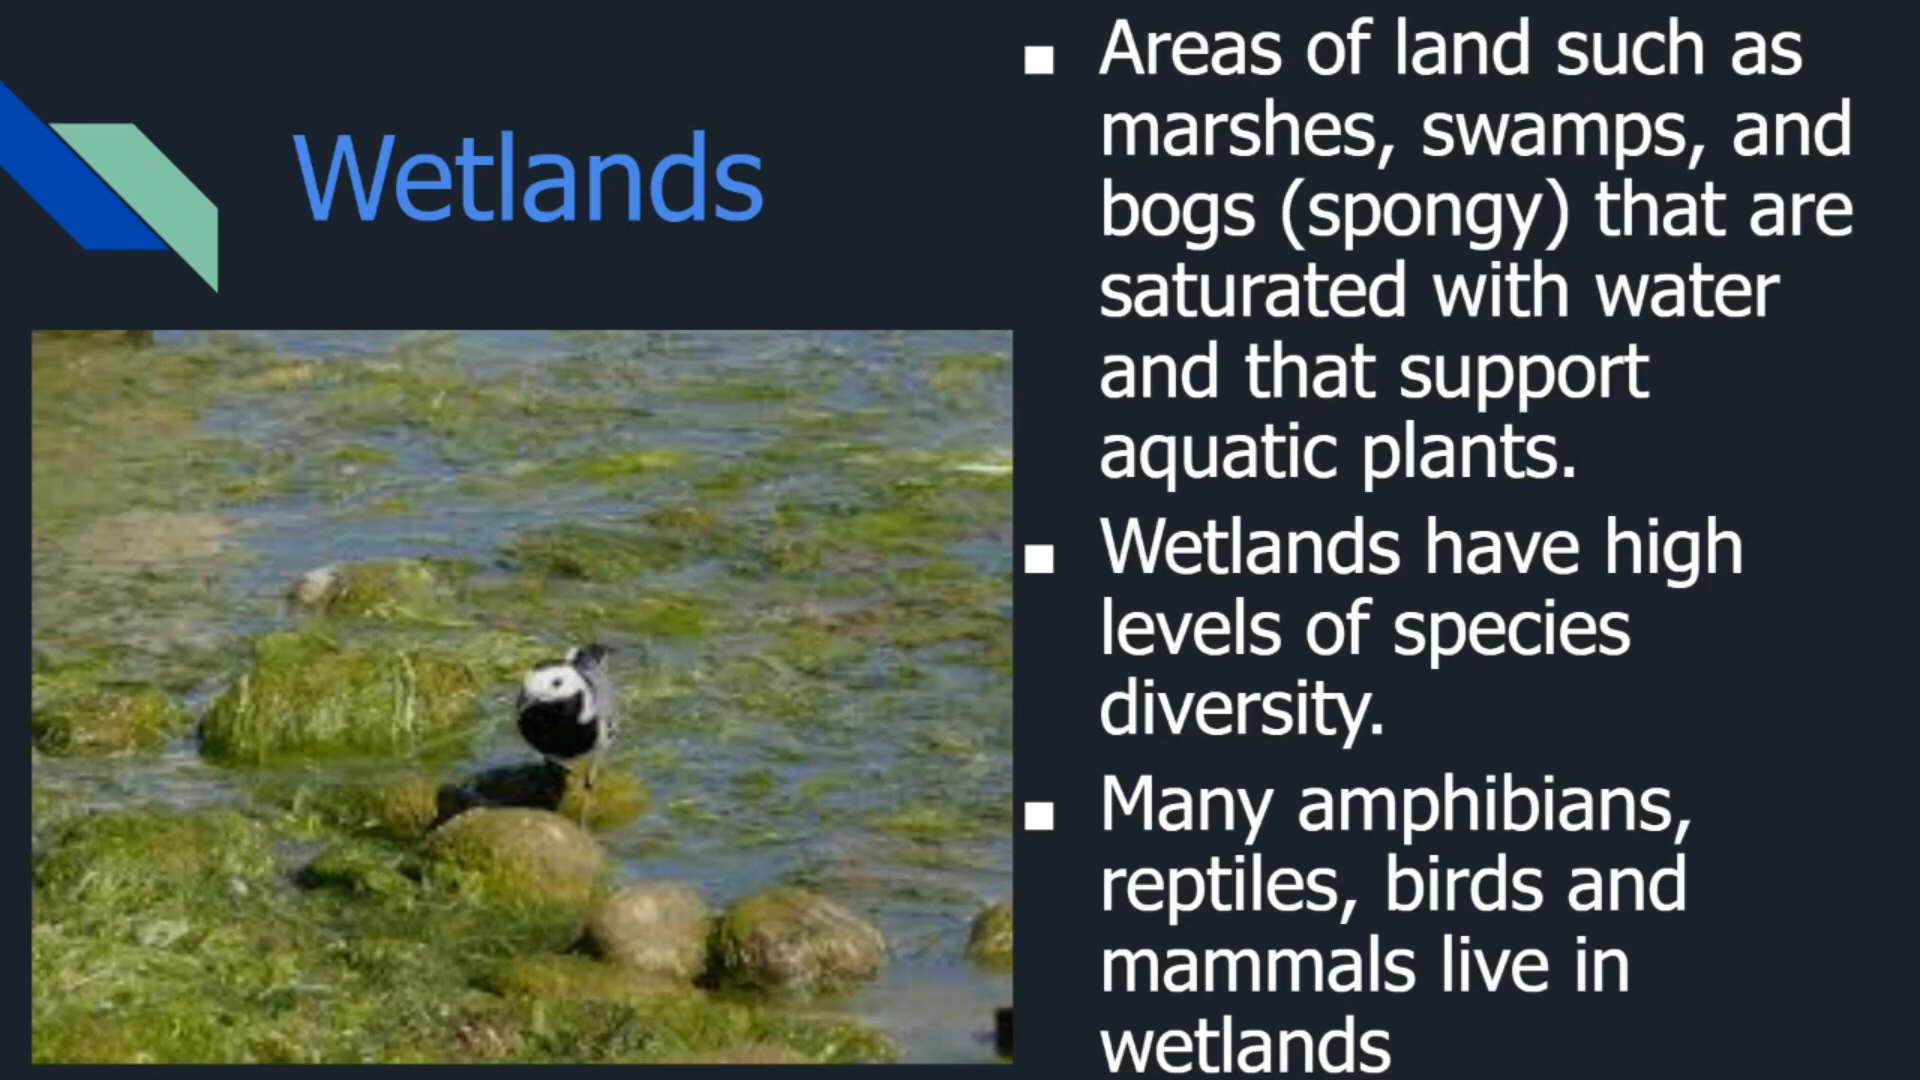 Wetlands
■ Areas of land such as
marshes, swamps, and
bogs (spongy) that are
saturated with water
and that support
aquatic plants.
■ Wetlands have high
levels of species
diversity.
■ Many amphibians,
reptiles, birds and
mammals live in
wetlands